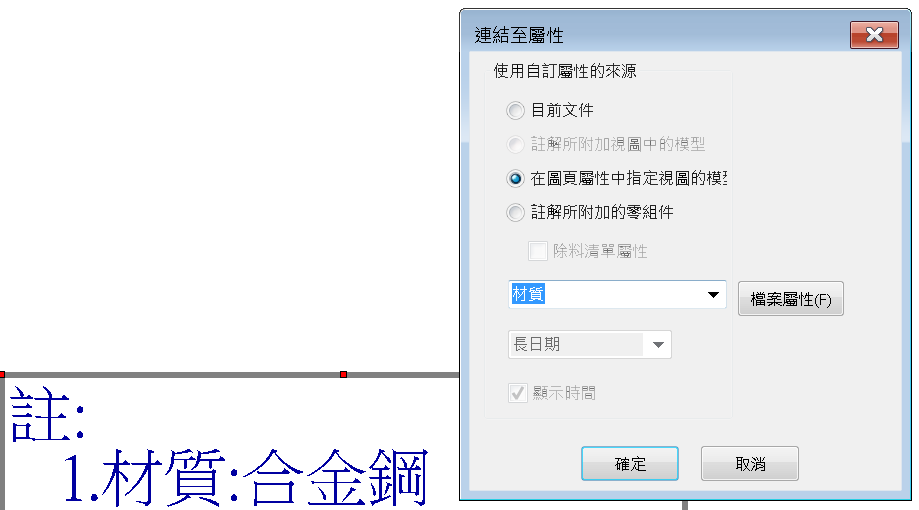 連結至屬性
使用自訂屬性的來源
目前文件
註解所附加視圖中的模型
在圖頁屬性中指定視圖的模
註解所附加的零組件
除料清單屬性
材質
檔案屬性(F)
長日期
顯示時間
確定
取消
註:
1.材質:合金鋼